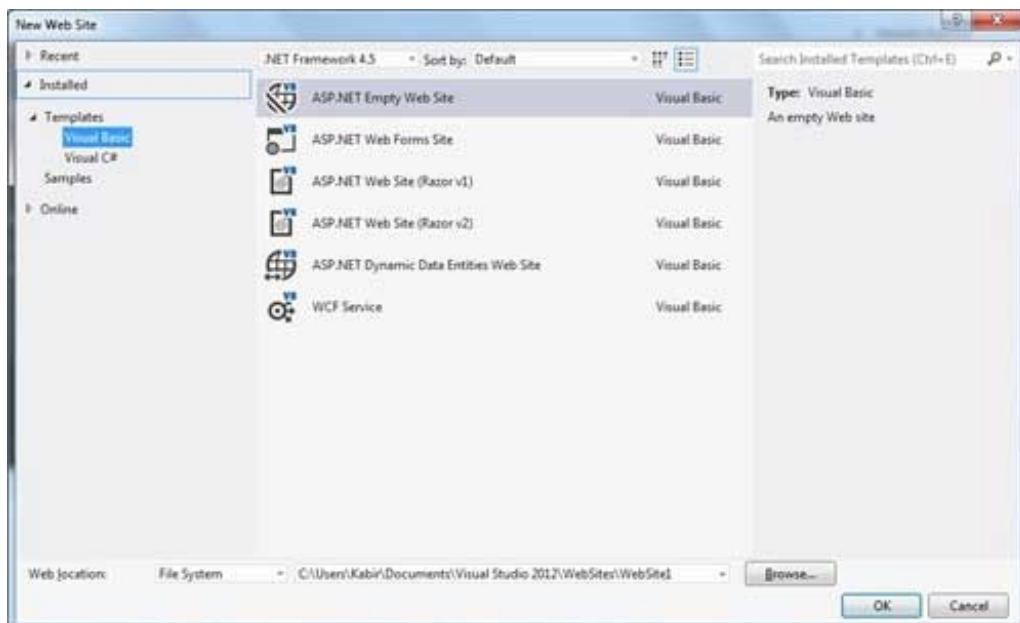 New Web Site
Recent
.NET Framework 4.5 Sort by: Default
Search Installed Templates (Ctrl+E)
Installed
Templates
Visual Basic
Visual C#
Samples
Online
ASP.NET Empty Web Site Visual Basic
ASP.NET Web Forms Site Visual Basic
ASP.NET Web Site (Razor v1) Visual Basic
ASP.NET Web Site (Razor v2) Visual Basic
ASP.NET Dynamic Data Entities Web Site Visual Basic
WCF Service Visual Basic
Type: Visual Basic
An empty Web site
Web location: File System C:\Users\Kabir\Documents\Visual Studio 2012\WebSites\WebSite1 Browse...
OK Cancel